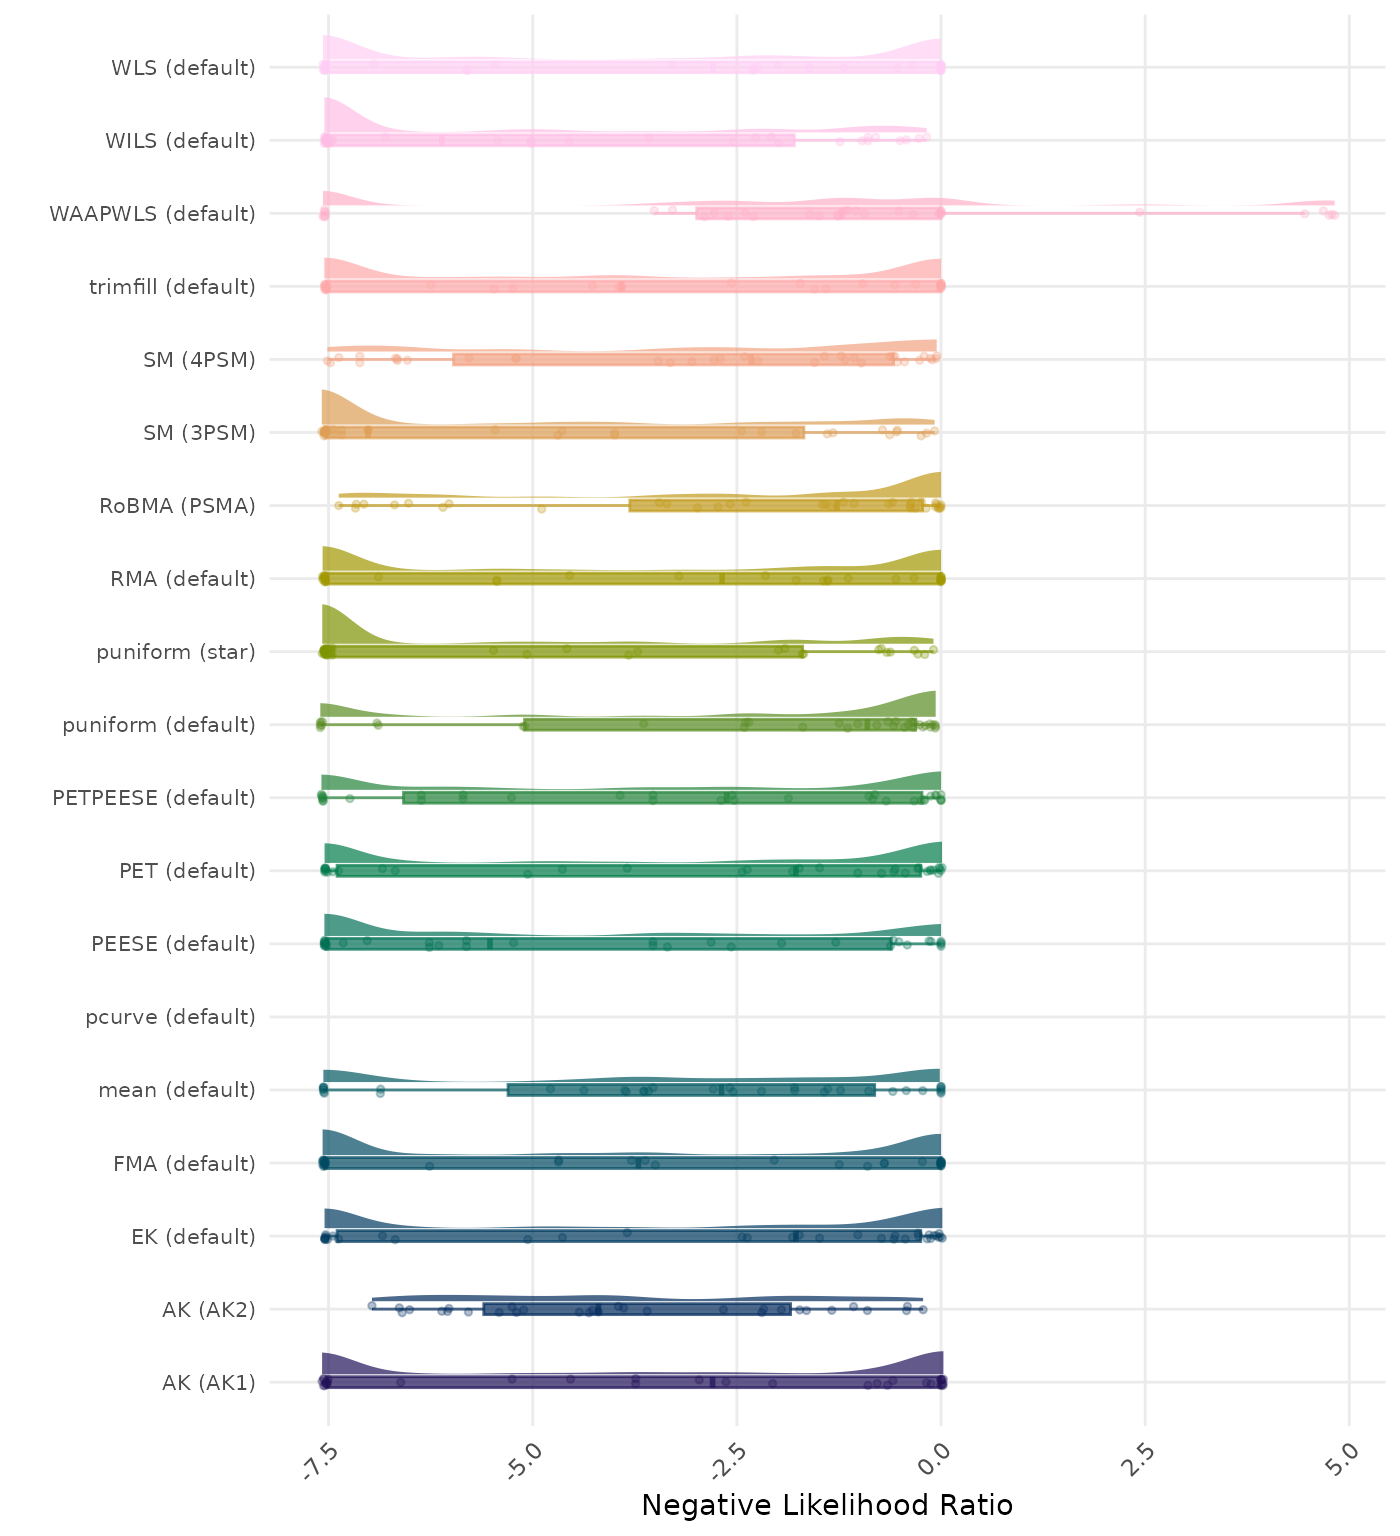 WLS (default)
WILS (default)
WAAPWLS (default)
trimfill (default)
SM (4PSM)
SM (3PSM)
RoBMA (PSMA)
RMA (default)
puniform (star)
puniform (default)
PETPEESE (default)
PET (default)
PEESE (default)
pcurve (default)
mean (default)
FMA (default)
EK (default)
AK (AK2)
AK (AK1)
-7.5 -5.0 -2.5 0.0 2.5 5.0
Negative Likelihood Ratio